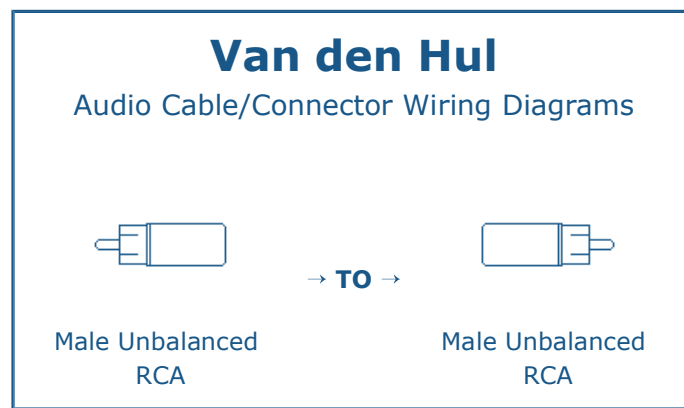 Van den Hul
Audio Cable/Connector Wiring Diagrams
→ TO →
Male Unbalanced
RCA
Male Unbalanced
RCA